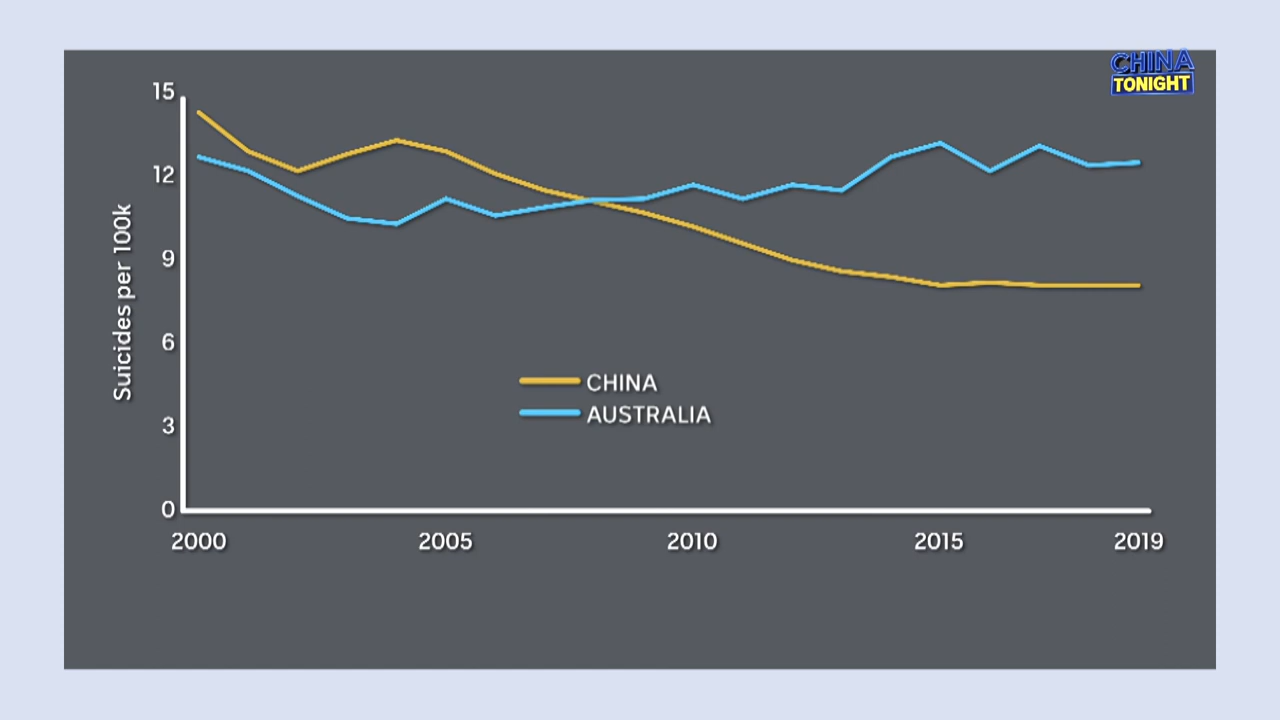 CHINA
TONIGHT
15
12
9
6
3
0
Suicides per 100k
CHINA
AUSTRALIA
2000 2005 2010 2015 2019